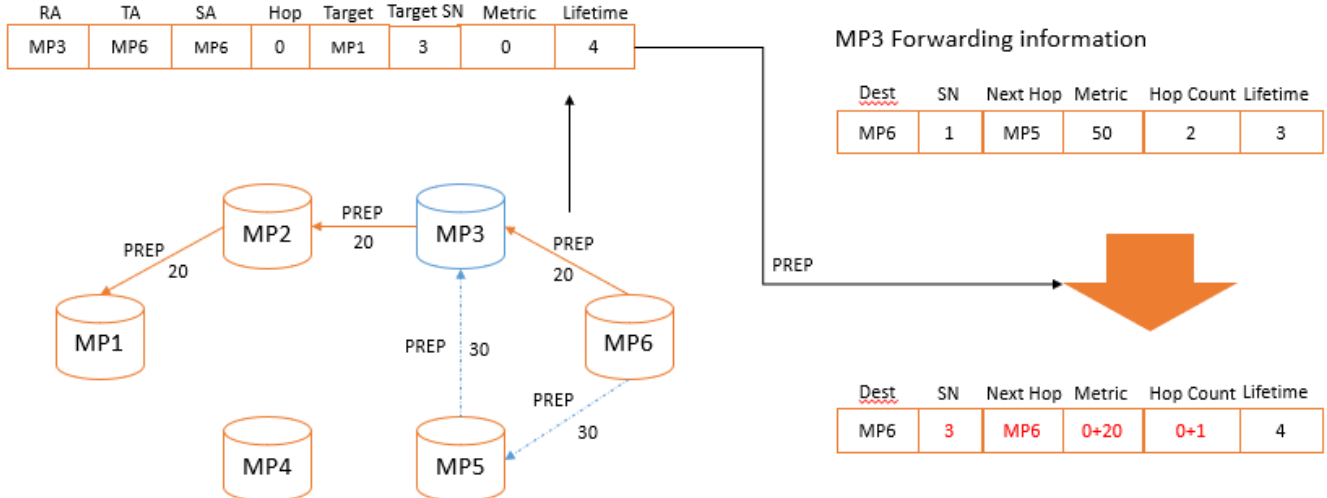 RA TA SA Hop Target Target SN Metric Lifetime
MP3 MP6 MP6 0 MP1 3 0 4
MP3 Forwarding information
Dest SN Next Hop Metric Hop Count Lifetime
MP6 1 MP5 50 2 3
PREP
MP2
PREP
20
MP3
PREP
20
PREP
20
PREP
MP1
PREP
30
MP6
PREP
30
MP4
MP5
Dest SN Next Hop Metric Hop Count Lifetime
MP6 3 MP6 0+20 0+1 4